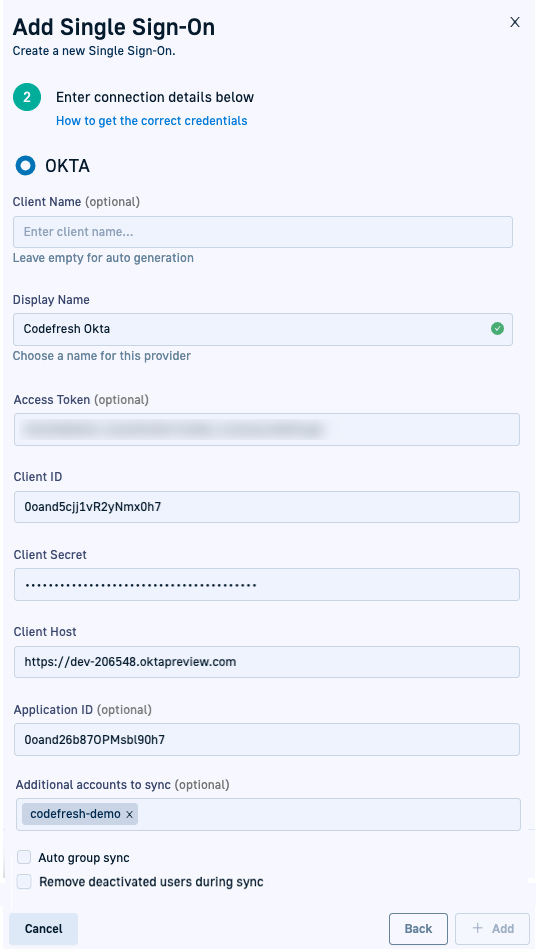 Add Single Sign-On
X
Create a new Single Sign-On.
2
Enter connection details below
How to get the correct credentials
OKTA
Client Name (optional)
Enter client name...
Leave empty for auto generation
Display Name
Codefresh Okta
Choose a name for this provider
Access Token (optional)
Client ID
0oand5cjj1vR2yNmx0h7
Client Secret
Client Host
https://dev-206548.oktapreview.com
Application ID (optional)
0oand26b87OPMsbl90h7
Additional accounts to sync (optional)
codefresh-demo x
Auto group sync
Remove deactivated users during sync
Cancel
Back
+ Add